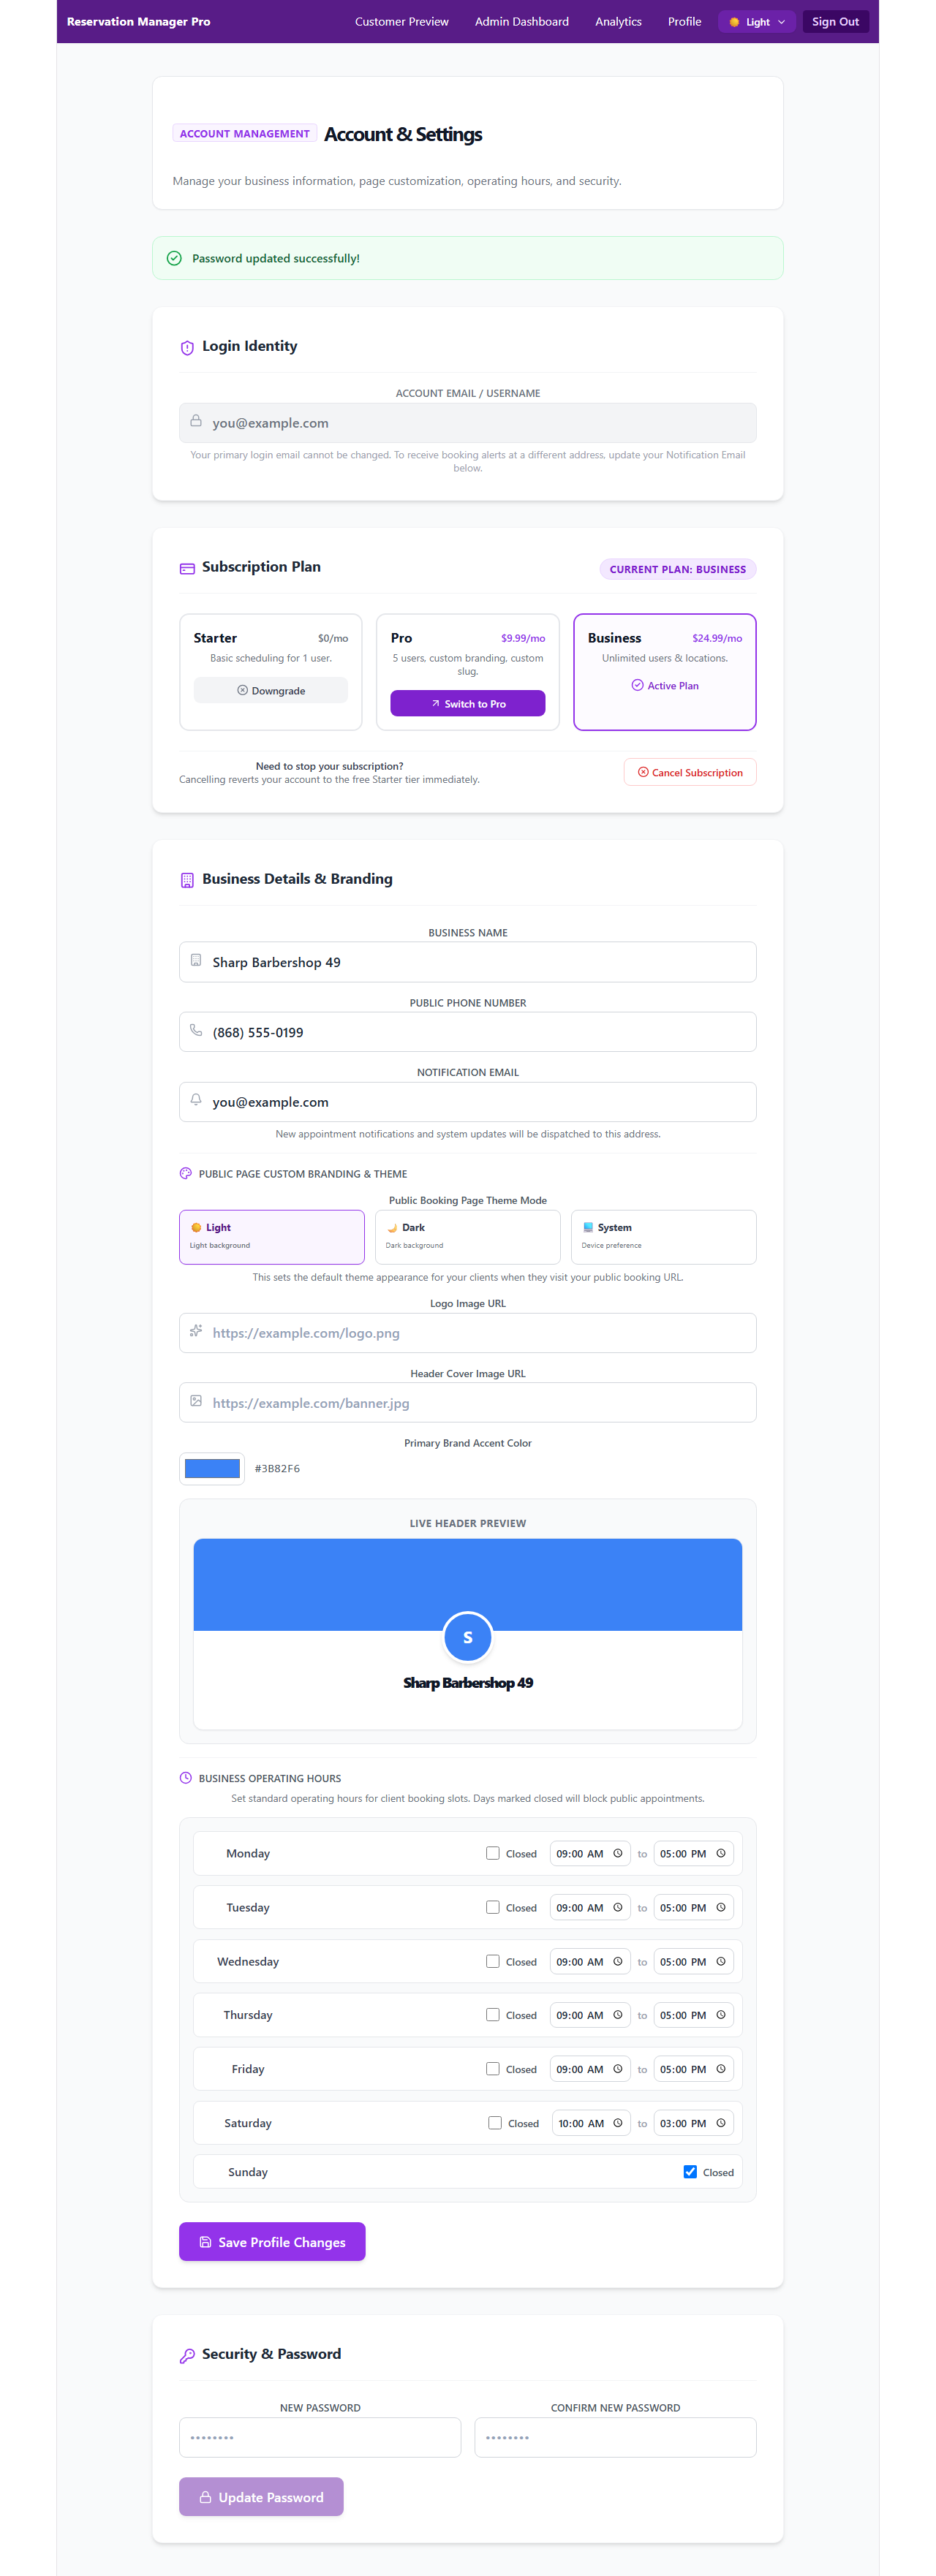 Reservation Manager Pro
Customer Preview
Admin Dashboard
Analytics
Profile
Light
Sign Out
ACCOUNT MANAGEMENT
Account & Settings
Manage your business information, page customization, operating hours, and security.
Password updated successfully!
Login Identity
ACCOUNT EMAIL / USERNAME
you@example.com
Your primary login email cannot be changed. To receive booking alerts at a different address, update your Notification Email
below.
Subscription Plan
CURRENT PLAN: BUSINESS
Starter
$0/mo
Basic scheduling for 1 user.
Downgrade
Pro
$9.99/mo
5 users, custom branding, custom
slug.
Switch to Pro
Business
$24.99/mo
Unlimited users & locations.
Active Plan
Need to stop your subscription?
Cancelling reverts your account to the free Starter tier immediately.
Cancel Subscription
Business Details & Branding
BUSINESS NAME
Sharp Barbershop 49
PUBLIC PHONE NUMBER
(868) 555-0199
NOTIFICATION EMAIL
you@example.com
New appointment notifications and system updates will be dispatched to this address.
PUBLIC PAGE CUSTOM BRANDING & THEME
Public Booking Page Theme Mode
Light
Light background
Dark
Dark background
System
Device preference
This sets the default theme appearance for your clients when they visit your public booking URL.
Logo Image URL
https://example.com/logo.png
Header Cover Image URL
https://example.com/banner.jpg
Primary Brand Accent Color
#3B82F6
LIVE HEADER PREVIEW
S
Sharp Barbershop 49
BUSINESS OPERATING HOURS
Set standard operating hours for client booking slots. Days marked closed will block public appointments.
Monday Closed 09:00 AM to 05:00 PM
Tuesday Closed 09:00 AM to 05:00 PM
Wednesday Closed 09:00 AM to 05:00 PM
Thursday Closed 09:00 AM to 05:00 PM
Friday Closed 09:00 AM to 05:00 PM
Saturday Closed 10:00 AM to 03:00 PM
Sunday Closed
Save Profile Changes
Security & Password
NEW PASSWORD
••••••••
CONFIRM NEW PASSWORD
••••••••
Update Password